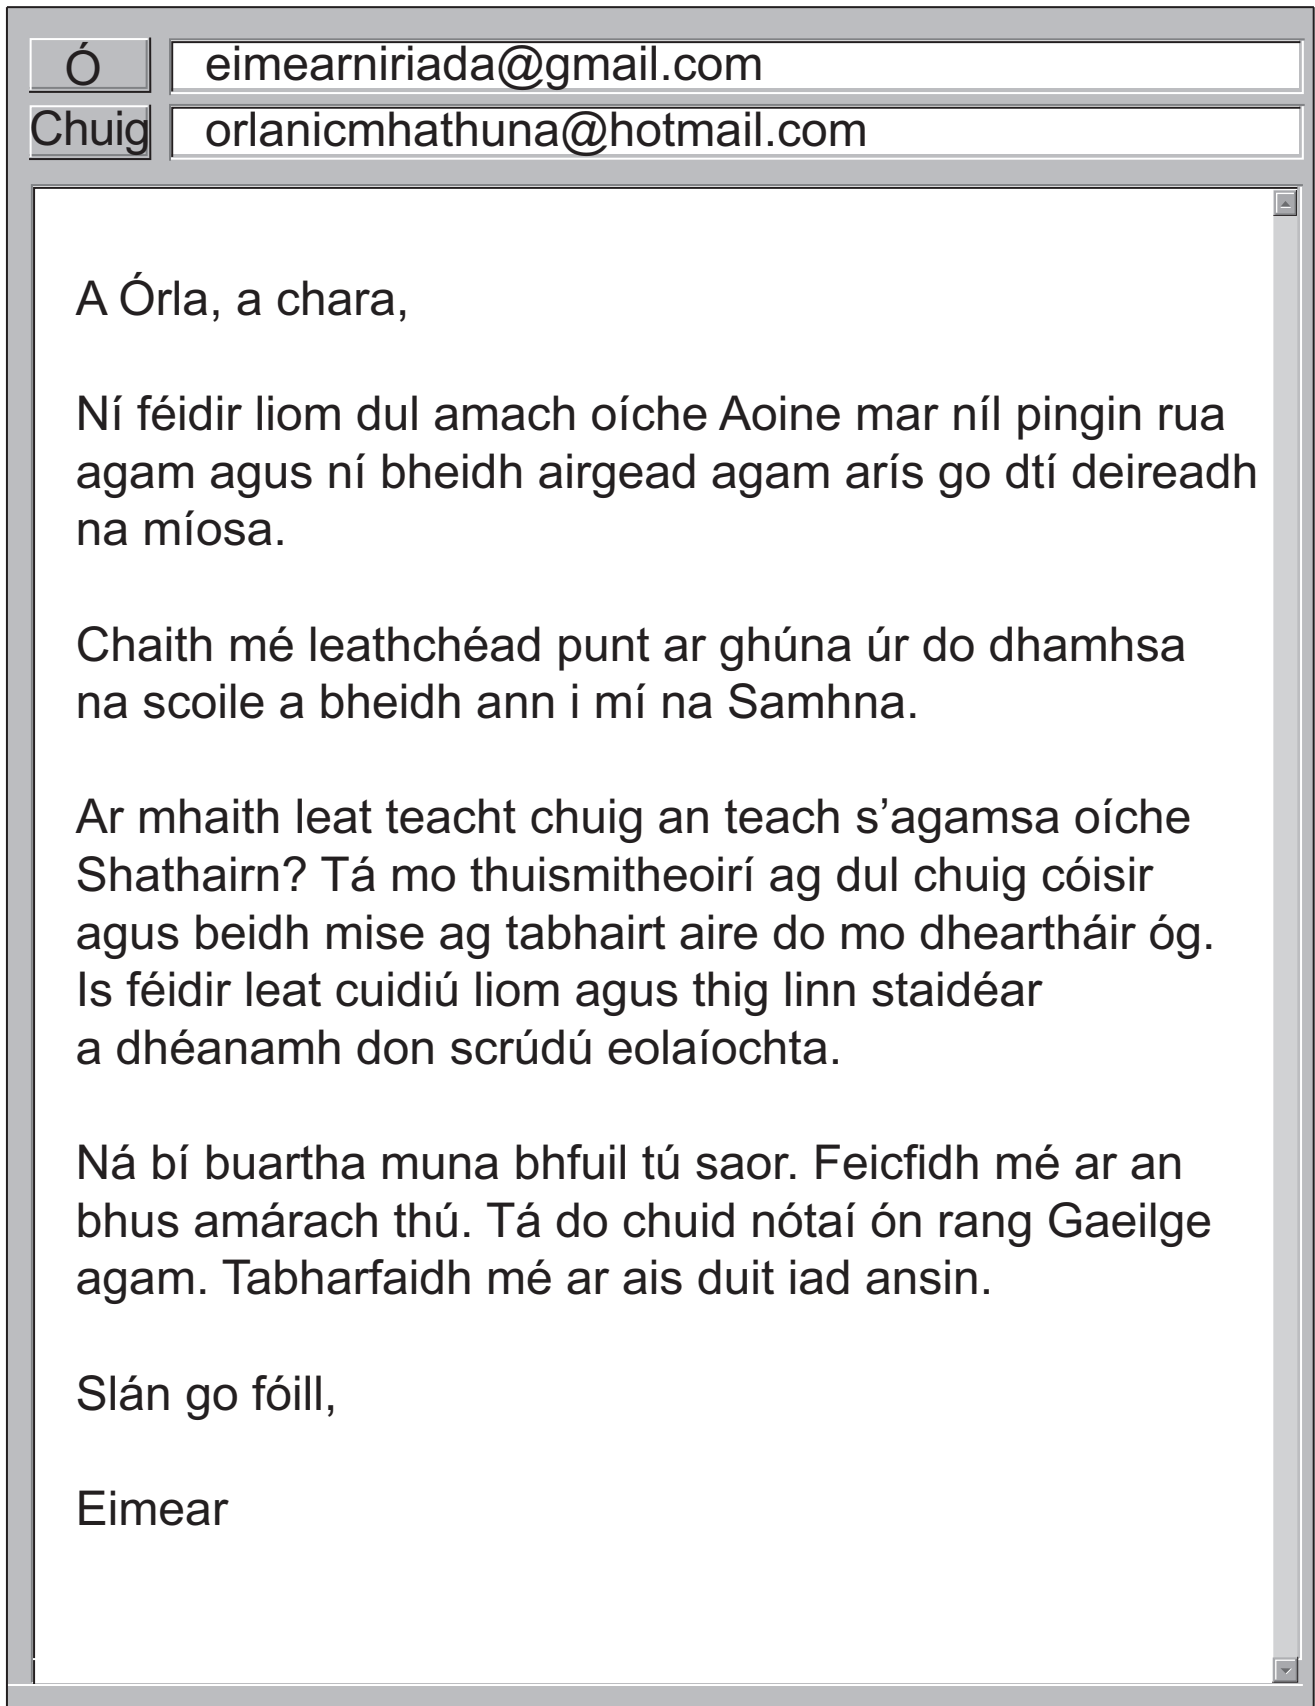 Ó eimearniriada@gmail.com
Chuig orlanicmhathuna@hotmail.com
A Órla, a chara,
Ní féidir liom dul amach oíche Aoine mar níl pingin rua
agam agus ní bheidh airgead agam arís go dtí deireadh
na míosa.
Chaith mé leathchéad punt ar ghúna úr do dhamhsa
na scoile a bheidh ann i mí na Samhna.
Ar mhaith leat teacht chuig an teach s’agamsa oíche
Shathairn? Tá mo thuismitheoirí ag dul chuig cóisir
agus beidh mise ag tabhairt aire do mo dheartháir óg.
Is féidir leat cuidiú liom agus thig linn staidéar
a dhéanamh don scrúdú eolaíochta.
Ná bí buartha muna bhfuil tú saor. Feicfidh mé ar an
bhus amárach thú. Tá do chuid nótaí ón rang Gaeilge
agam. Tabharfaidh mé ar ais duit iad ansin.
Slán go fóill,
Eimear